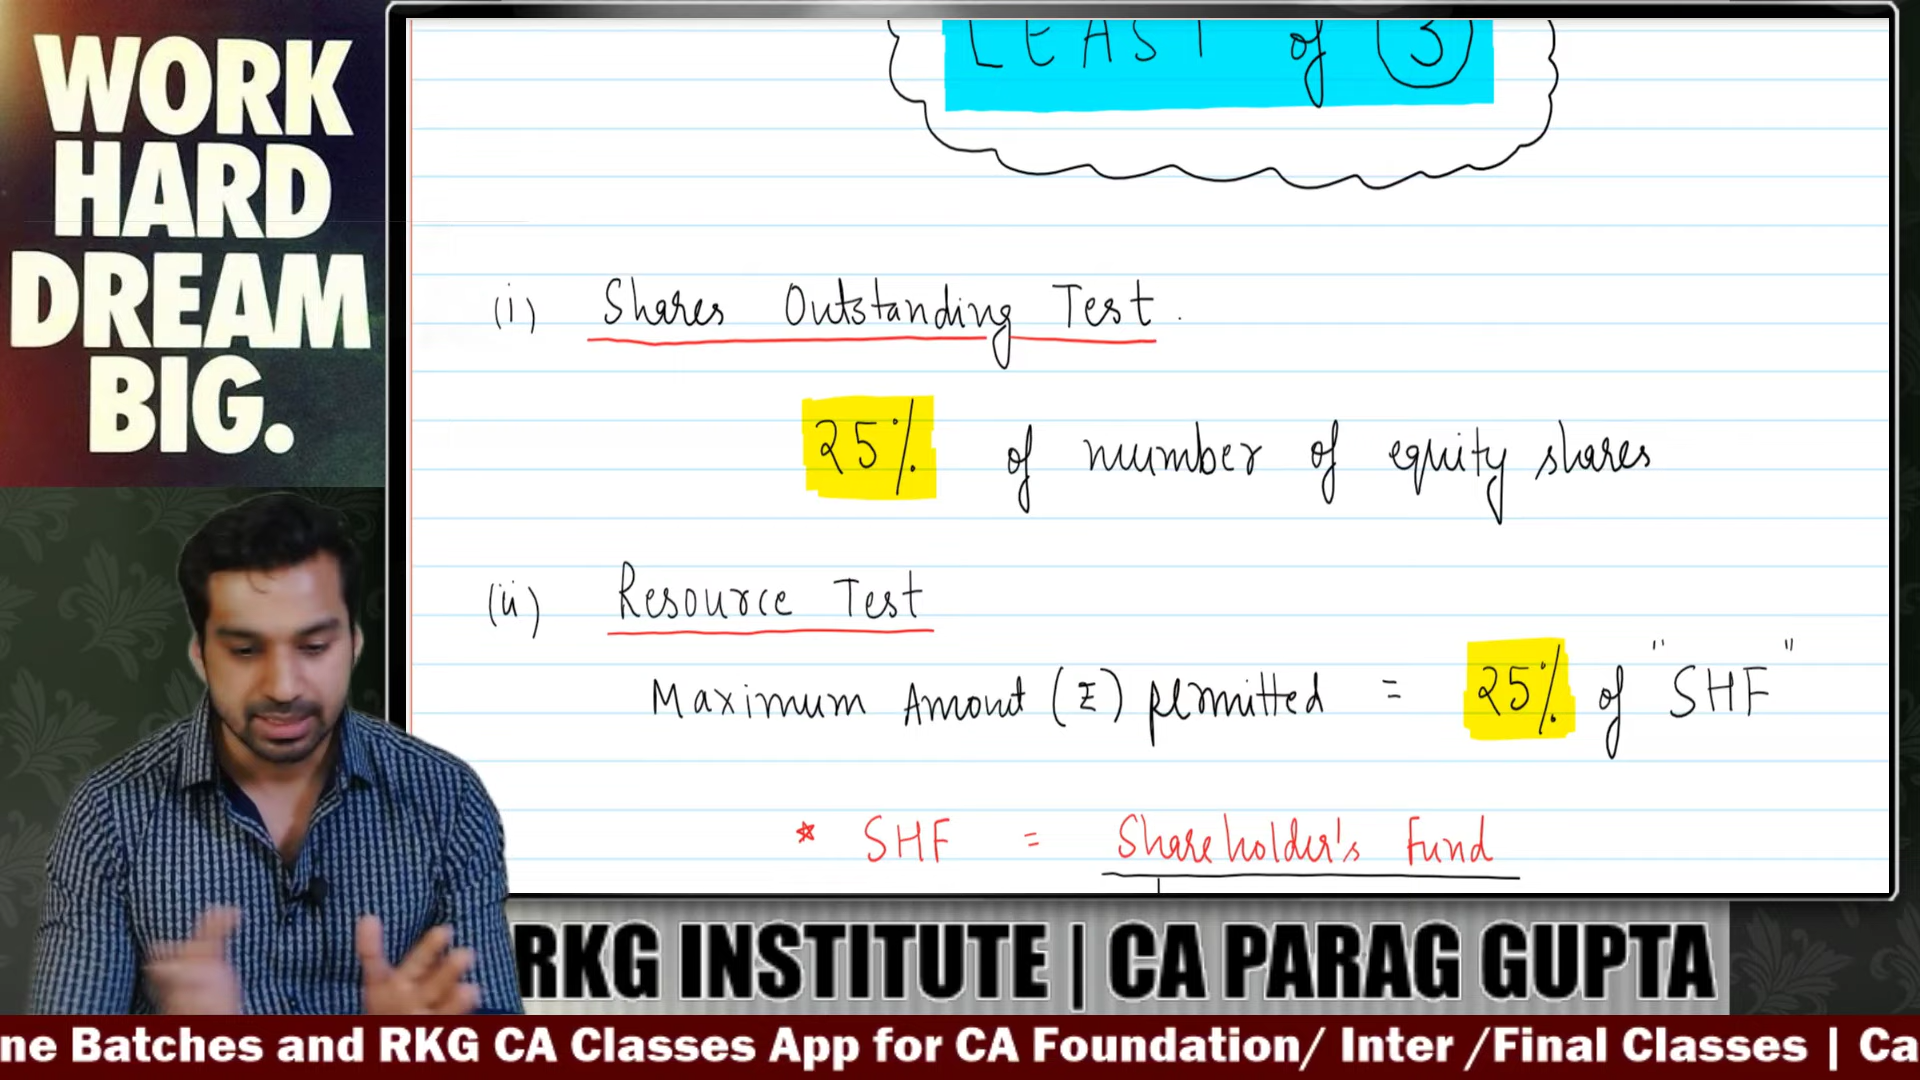 WORK
HARD
DREAM
BIG.
LEAST of 3
(i) Shares Outstanding Test.
25% of number of equity shares
(ii) Resource Test
Maximum Amount (Σ) permitted = 25% of "SHF"
* SHF = Shareholder's Fund
RKG INSTITUTE | CA PARAG GUPTA
ne Batches and RKG CA Classes App for CA Foundation/ Inter /Final Classes | Ca